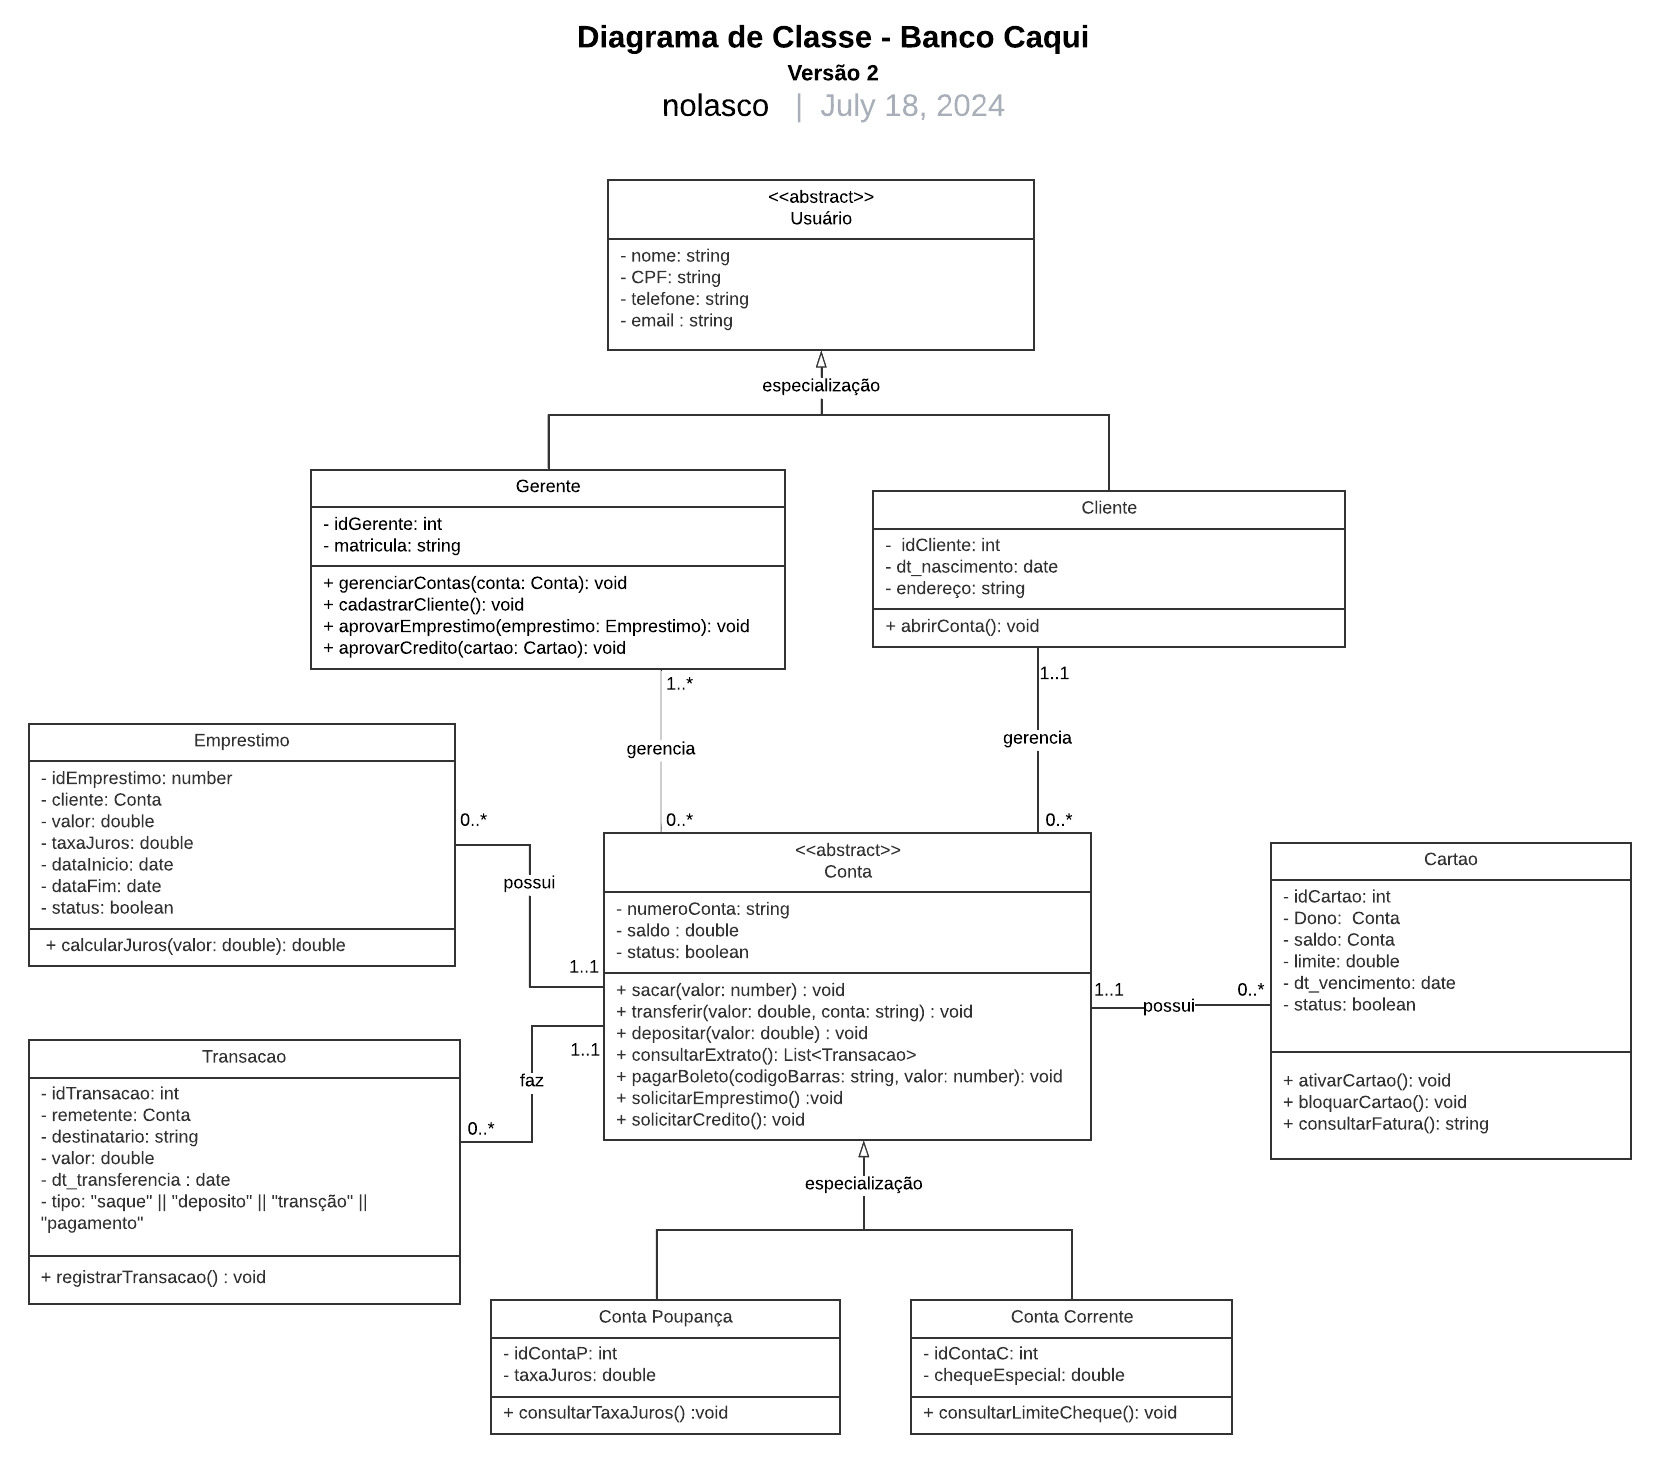 Diagrama de Classe - Banco Caqui
Versão 2
nolasco | July 18, 2024
<<abstract>>
Usuário
- nome: string
- CPF: string
- telefone: string
- email : string
especialização
Gerente
- idGerente: int
- matricula: string
+ gerenciarContas(conta: Conta): void
+ cadastrarCliente(): void
+ aprovarEmprestimo(emprestimo: Emprestimo): void
+ aprovarCredito(cartao: Cartao): void
Cliente
-  idCliente: int
- dt_nascimento: date
- endereço: string
+ abrirConta(): void
1..*
gerencia
0..*
1..1
gerencia
0..*
Emprestimo
- idEmprestimo: number
- cliente: Conta
- valor: double
- taxaJuros: double
- dataInicio: date
- dataFim: date
- status: boolean
+ calcularJuros(valor: double): double
0..*
possui
1..1
<<abstract>>
Conta
- numeroConta: string
- saldo : double
- status: boolean
+ sacar(valor: number) : void
+ transferir(valor: double, conta: string) : void
+ depositar(valor: double) : void
+ consultarExtrato(): List<Transacao>
+ pagarBoleto(codigoBarras: string, valor: number): void
+ solicitarEmprestimo() :void
+ solicitarCredito(): void
1..1
possui
0..*
Cartao
- idCartao: int
- Dono:  Conta
- saldo: Conta
- limite: double
- dt_vencimento: date
- status: boolean
+ ativarCartao(): void
+ bloquarCartao(): void
+ consultarFatura(): string
1..1
faz
0..*
Transacao
- idTransacao: int
- remetente: Conta
- destinatario: string
- valor: double
- dt_transferencia : date
- tipo: "saque" || "deposito" || "transção" ||
"pagamento"
+ registrarTransacao() : void
especialização
Conta Poupança
- idContaP: int
- taxaJuros: double
+ consultarTaxaJuros() :void
Conta Corrente
- idContaC: int
- chequeEspecial: double
+ consultarLimiteCheque(): void